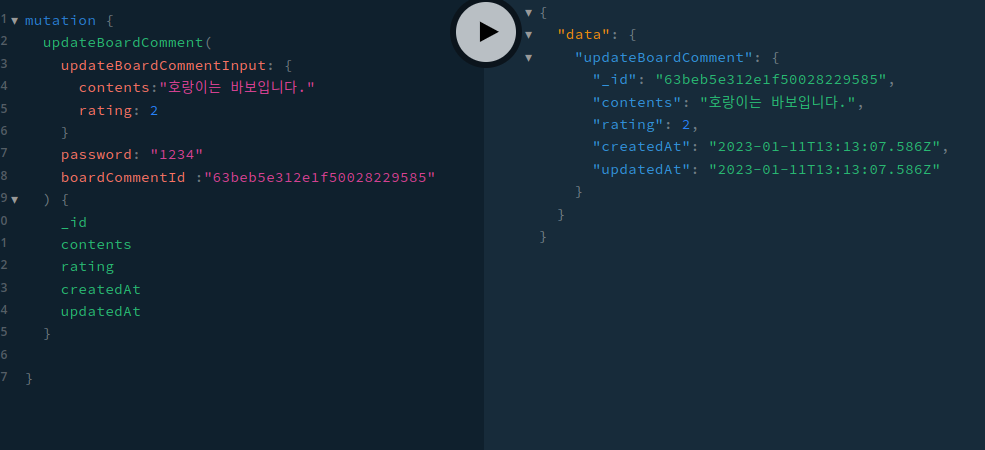 1 mutation {
2 updateBoardComment(
3 updateBoardCommentInput: {
4 contents:"호랑이는 바보입니다."
5 rating: 2
6 }
7 password: "1234"
8 boardCommentId :"63beb5e312e1f50028229585"
9 ) {
0 _id
1 contents
2 rating
3 createdAt
4 updatedAt
5 }
6
7 }
{
"data": {
"updateBoardComment": {
"_id": "63beb5e312e1f50028229585",
"contents": "호랑이는 바보입니다.",
"rating": 2,
"createdAt": "2023-01-11T13:13:07.586Z",
"updatedAt": "2023-01-11T13:13:07.586Z"
}
}
}